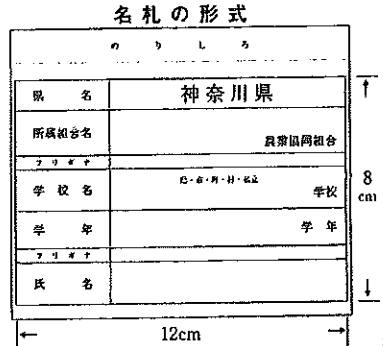 名札の形式
のりしろ
県名 神奈川県
所属組合名 農業協同組合
フリガナ
学校名 県・市・町・村・私立 学校
学年 学年
フリガナ
氏名
8cm
12cm